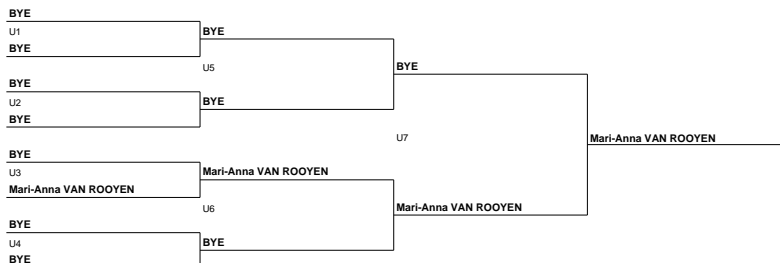 BYE
U1
BYE
BYE
U5
BYE
BYE
U2
BYE
BYE
U7
Mari-Anna VAN ROOYEN
BYE
U3
Mari-Anna VAN ROOYEN
Mari-Anna VAN ROOYEN
U6
Mari-Anna VAN ROOYEN
BYE
U4
BYE
BYE